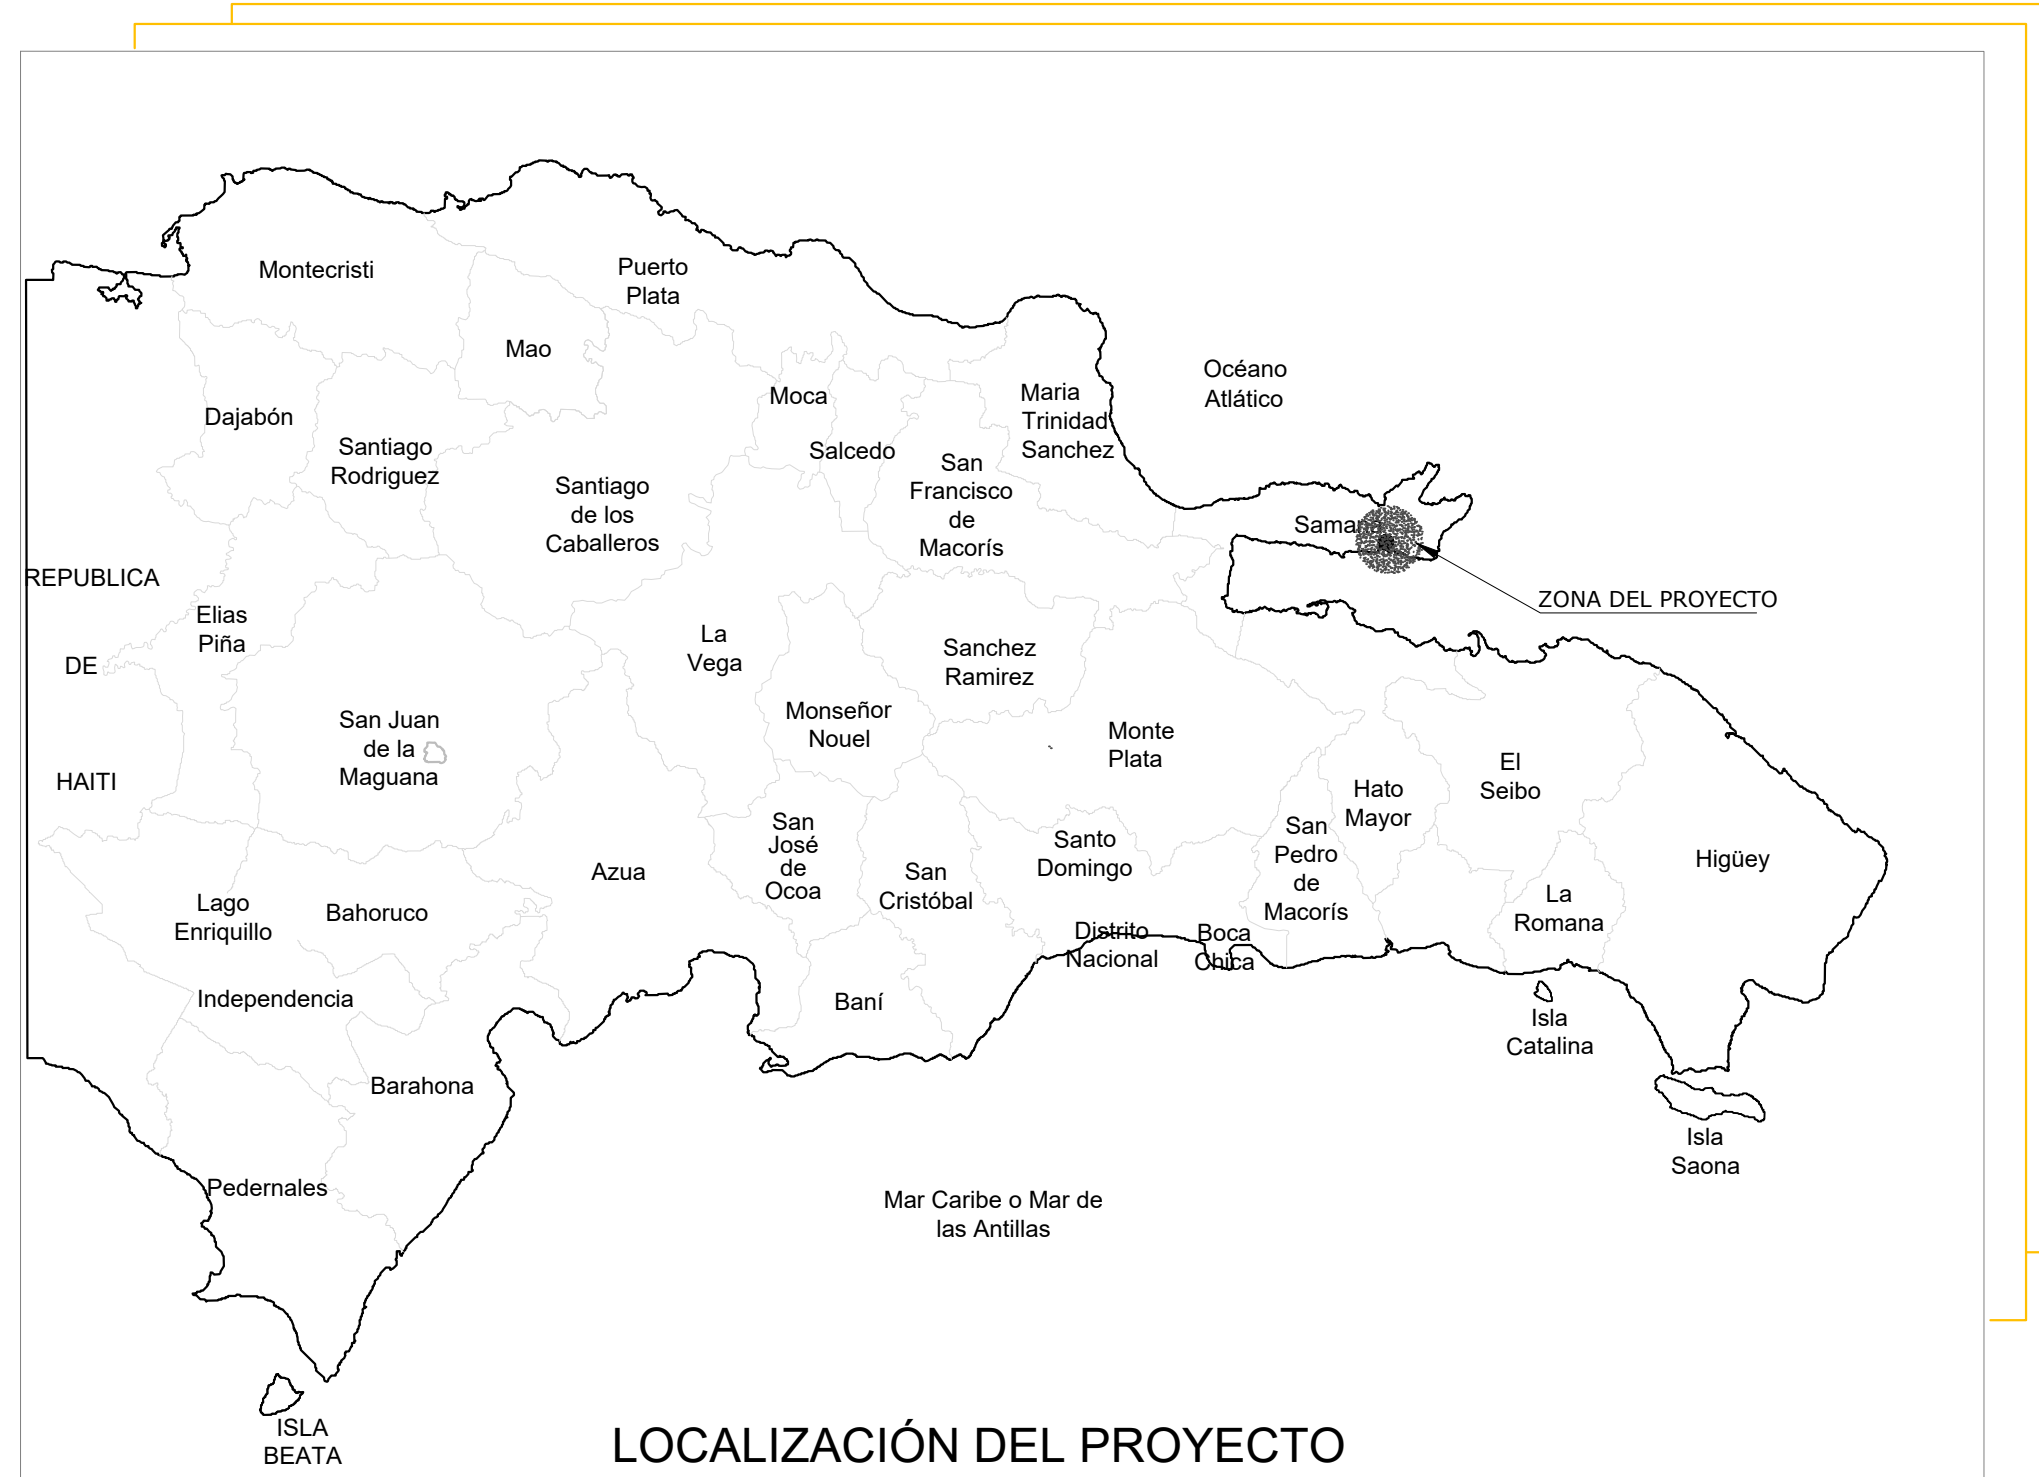 Montecristi
Puerto
Plata
Mao
Océano
Atlático
Moca
Maria
Trinidad
Sanchez
Dajabón
Santiago
Rodriguez
Salcedo
San
Francisco
de
Macorís
Santiago
de los
Caballeros
Samaná
REPUBLICA
DE
HAITI
ZONA DEL PROYECTO
Elias
Piña
La
Vega
Sanchez
Ramirez
San Juan
de la
Maguana
Monseñor
Nouel
Monte
Plata
El
Seibo
Hato
Mayor
San
José
de
Ocoa
Santo
Domingo
San
Pedro
de
Macorís
Higüey
Azua
San
Cristóbal
La
Romana
Lago
Enriquillo
Bahoruco
Distrito
Nacional
Boca
Chica
Independencia
Baní
Isla
Catalina
Barahona
Isla
Saona
Pedernales
Mar Caribe o Mar de
las Antillas
ISLA
BEATA
LOCALIZACIÓN DEL PROYECTO